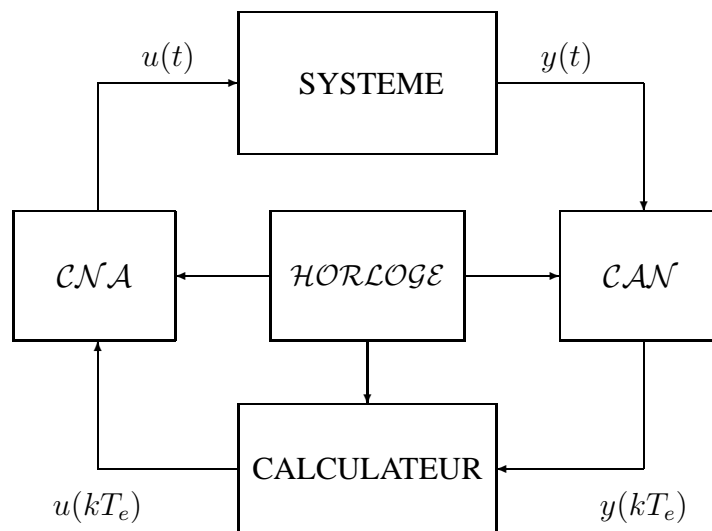 u(t)
SYSTEME
y(t)
CNA
HORLOGE
CAN
CALCULATEUR
u(kT_e)
y(kT_e)